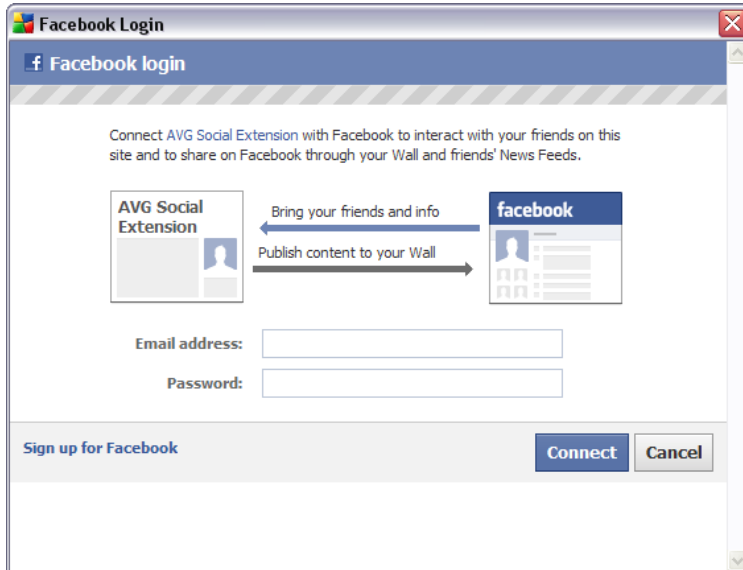 Facebook Login
Facebook login
Connect AVG Social Extension with Facebook to interact with your friends on this
site and to share on Facebook through your Wall and friends' News Feeds.
AVG Social
Extension
Bring your friends and info
Publish content to your Wall
facebook
Email address:
Password:
Sign up for Facebook
Connect
Cancel